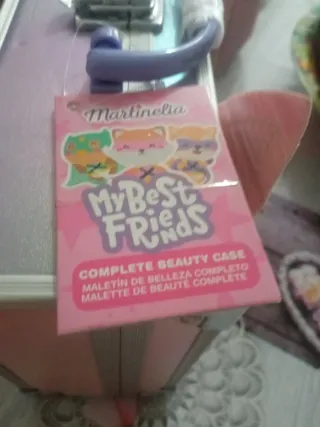 Martinelia
My Best
FRieNDS
COMPLETE BEAUTY CASE
MALETÍN DE BELLEZA COMPLETO
MALETTE DE BEAUTÉ COMPLÈTE